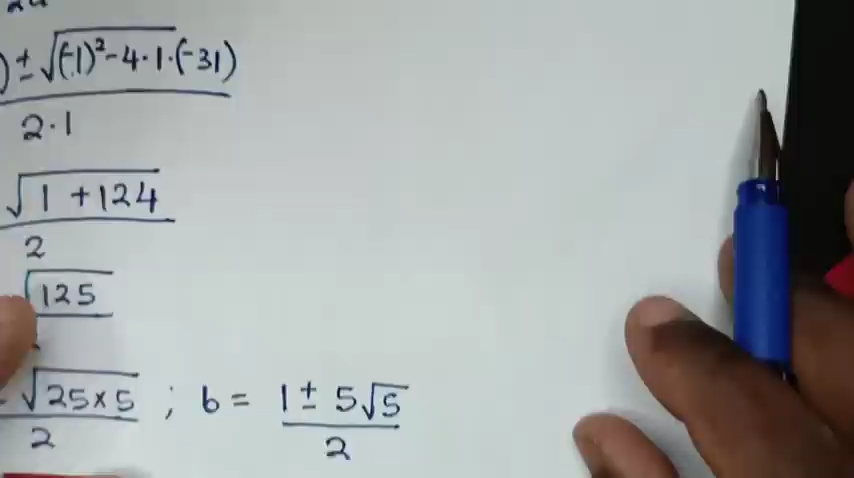 ) ± √(-1)² - 4·1·(-31)
2·1
√1 + 124
2
√125
√25×5 ; b = 1 ± 5√5
2 2